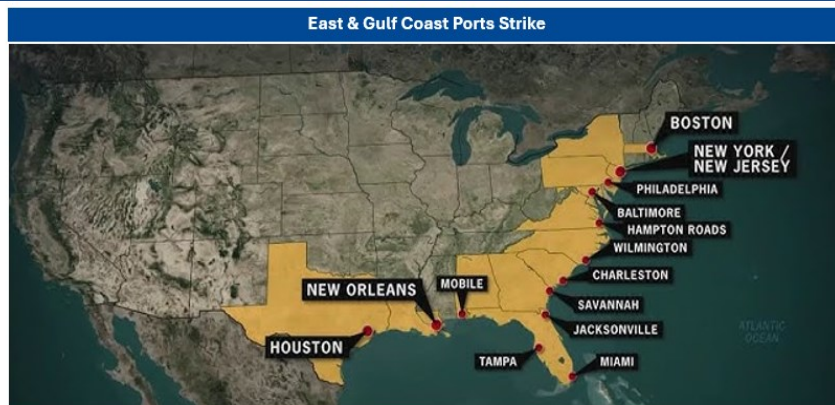 East & Gulf Coast Ports Strike
BOSTON
NEW YORK /
NEW JERSEY
PHILADELPHIA
BALTIMORE
HAMPTON ROADS
WILMINGTON
CHARLESTON
SAVANNAH
JACKSONVILLE
MIAMI
TAMPA
MOBILE
NEW ORLEANS
HOUSTON
ATLANTIC
OCEAN